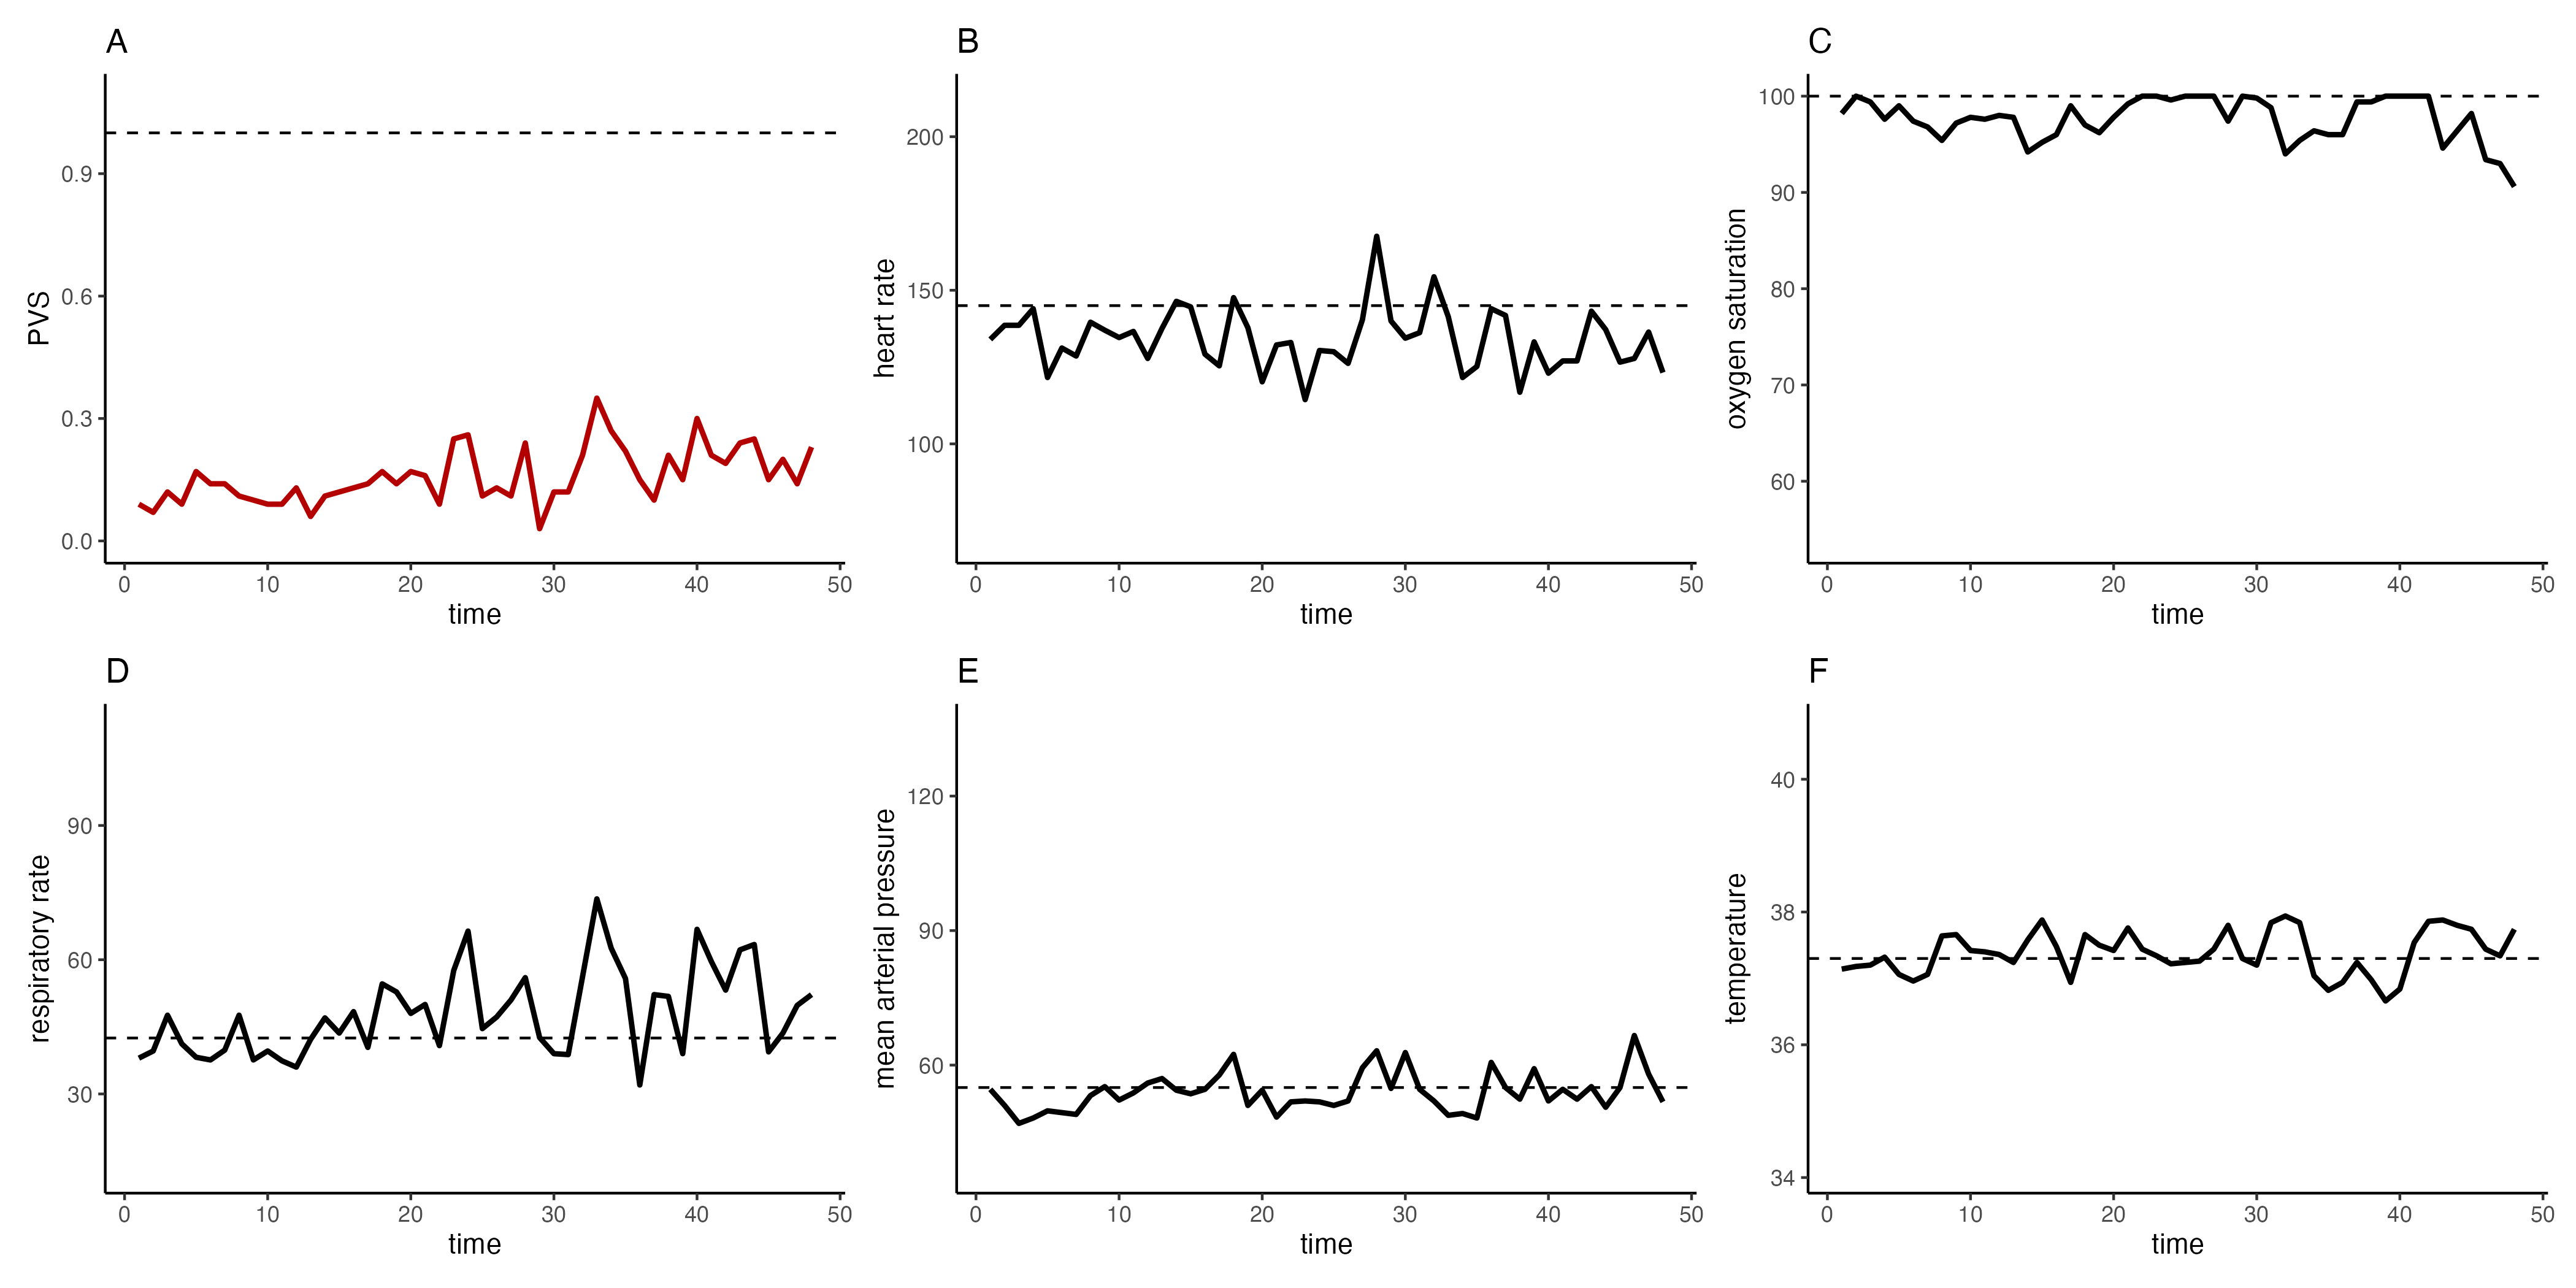 A
B
C
PVS
0.9
0.6
0.3
0.0
0 10 20 30 40 50
time
heart rate
200
150
100
0 10 20 30 40 50
time
oxygen saturation
100
90
80
70
60
0 10 20 30 40 50
time
D
E
F
respiratory rate
90
60
30
0 10 20 30 40 50
time
mean arterial pressure
120
90
60
0 10 20 30 40 50
time
temperature
40
38
36
34
0 10 20 30 40 50
time